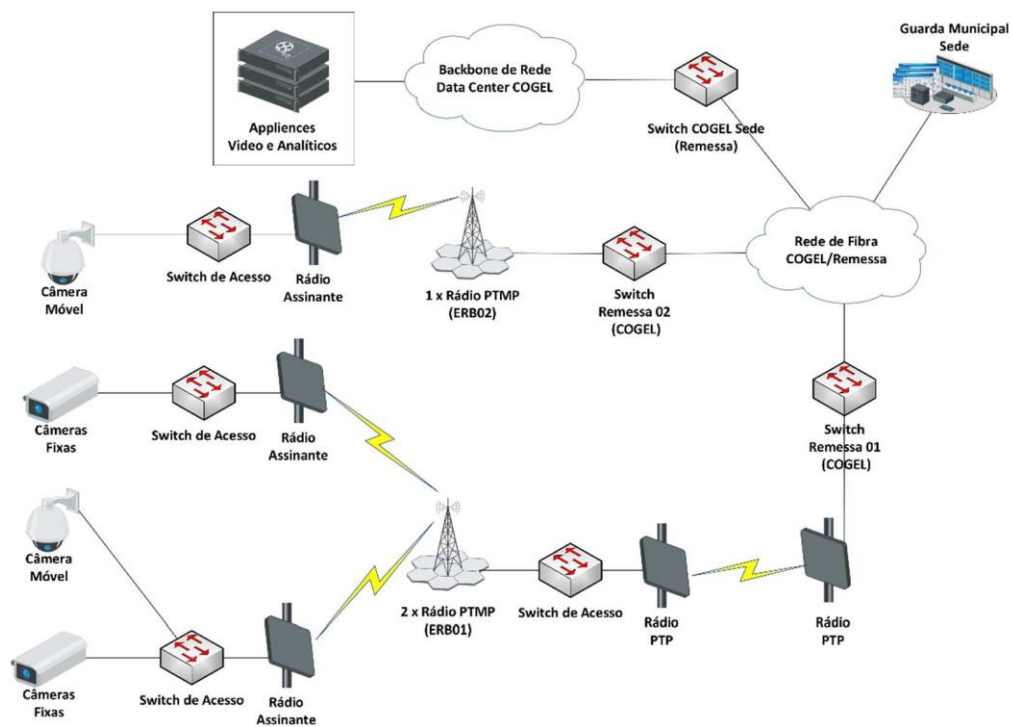 Guarda Municipal
Sede
Backbone de Rede
Data Center COGEL
Appliences
Video e Analíticos
Switch COGEL Sede
(Remessa)
Rede de Fibra
COGEL/Remessa
Câmera
Móvel
Switch de Acesso
Rádio
Assinante
1 x Rádio PTMP
(ERB02)
Switch
Remessa 02
(COGEL)
Câmeras
Fixas
Switch de Acesso
Rádio
Assinante
Switch
Remessa 01
(COGEL)
Câmera
Móvel
2 x Rádio PTMP
(ERB01)
Switch de Acesso
Rádio
PTP
Rádio
PTP
Câmeras
Fixas
Switch de Acesso
Rádio
Assinante